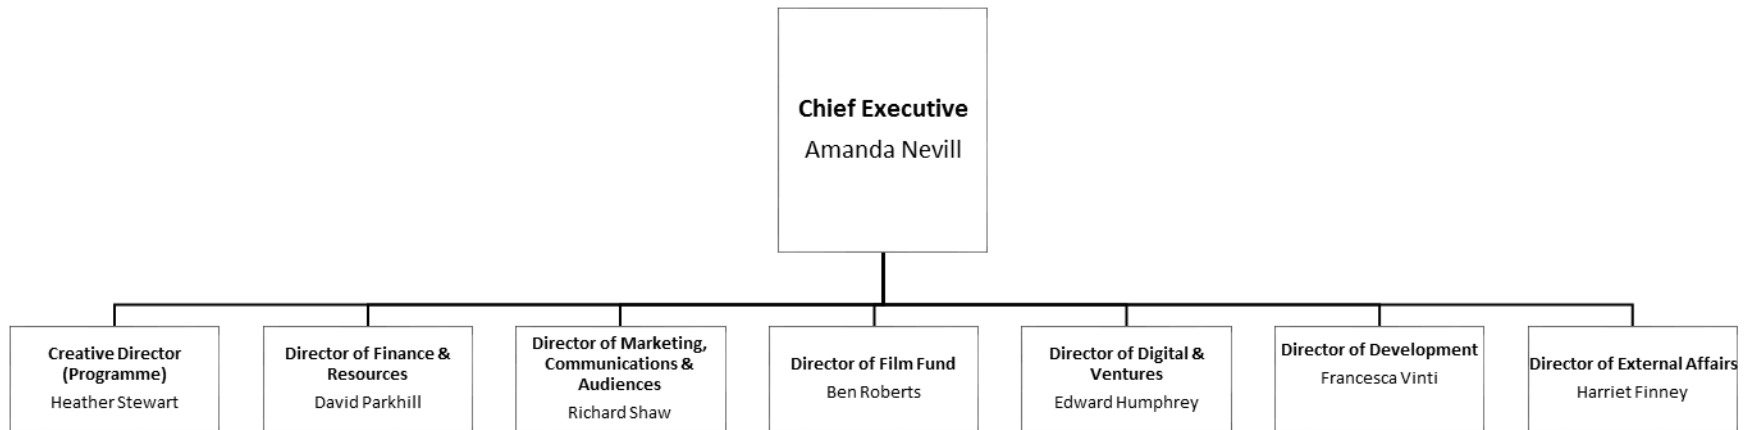 Chief Executive
Amanda Nevill
Creative Director
(Programme)
Heather Stewart
Director of Finance &
Resources
David Parkhill
Director of Marketing,
Communications &
Audiences
Richard Shaw
Director of Film Fund
Ben Roberts
Director of Digital &
Ventures
Edward Humphrey
Director of Development
Francesca Vinti
Director of External Affairs
Harriet Finney